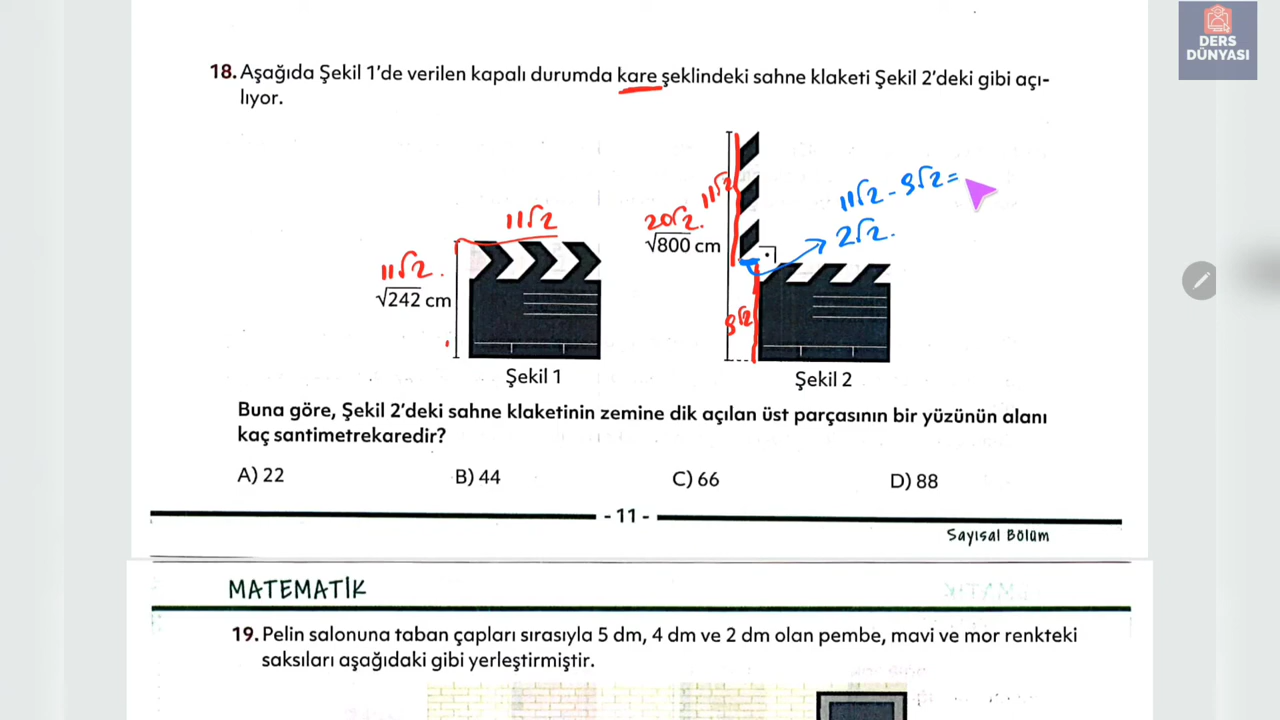 DERS
DÜNYASI
18. Aşağıda Şekil 1'de verilen kapalı durumda kare şeklindeki sahne klaketi Şekil 2'deki gibi açı-
lıyor.
11√2
11√2.
√242 cm
Şekil 1
11√2
20√2.
√800 cm
9√2
11√2 - 9√2 =
2√2.
Şekil 2
Buna göre, Şekil 2'deki sahne klaketinin zemine dik açılan üst parçasının bir yüzünün alanı
kaç santimetrekaredir?
A) 22 B) 44 C) 66 D) 88
- 11 -
Sayısal Bölüm
MATEMATİK
19. Pelin salonuna taban çapları sırasıyla 5 dm, 4 dm ve 2 dm olan pembe, mavi ve mor renkteki
saksıları aşağıdaki gibi yerleştirmiştir.